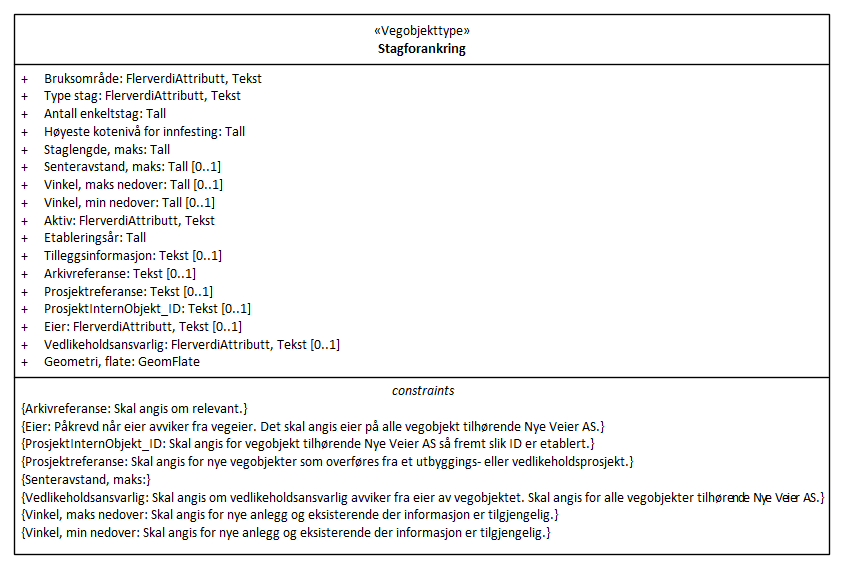 «Vegobjekttype»
Stagforankring
+ Bruksområde: FlerverdiAttributt, Tekst
+ Type stag: FlerverdiAttributt, Tekst
+ Antall enkeltstag: Tall
+ Høyeste kotenivå for innfesting: Tall
+ Staglengde, maks: Tall
+ Senteravstand, maks: Tall [0..1]
+ Vinkel, maks nedover: Tall [0..1]
+ Vinkel, min nedover: Tall [0..1]
+ Aktiv: FlerverdiAttributt, Tekst
+ Etableringsår: Tall
+ Tilleggsinformasjon: Tekst [0..1]
+ Arkivreferanse: Tekst [0..1]
+ Prosjektreferanse: Tekst [0..1]
+ ProsjektInternObjekt_ID: Tekst [0..1]
+ Eier: FlerverdiAttributt, Tekst [0..1]
+ Vedlikeholdsansvarlig: FlerverdiAttributt, Tekst [0..1]
+ Geometri, flate: GeomFlate
constraints
{Arkivreferanse: Skal angis om relevant.}
{Eier: Påkrevd når eier avviker fra vegeier. Det skal angis eier på alle vegobjekt tilhørende Nye Veier AS.}
{ProsjektInternObjekt_ID: Skal angis for vegobjekt tilhørende Nye Veier AS så fremt slik ID er etablert.}
{Prosjektreferanse: Skal angis for nye vegobjekter som overføres fra et utbyggings- eller vedlikeholdsprosjekt.}
{Senteravstand, maks:}
{Vedlikeholdsansvarlig: Skal angis om vedlikeholdsansvarlig avviker fra eier av vegobjektet. Skal angis for alle vegobjekter tilhørende Nye Veier AS.}
{Vinkel, maks nedover: Skal angis for nye anlegg og eksisterende der informasjon er tilgjengelig.}
{Vinkel, min nedover: Skal angis for nye anlegg og eksisterende der informasjon er tilgjengelig.}